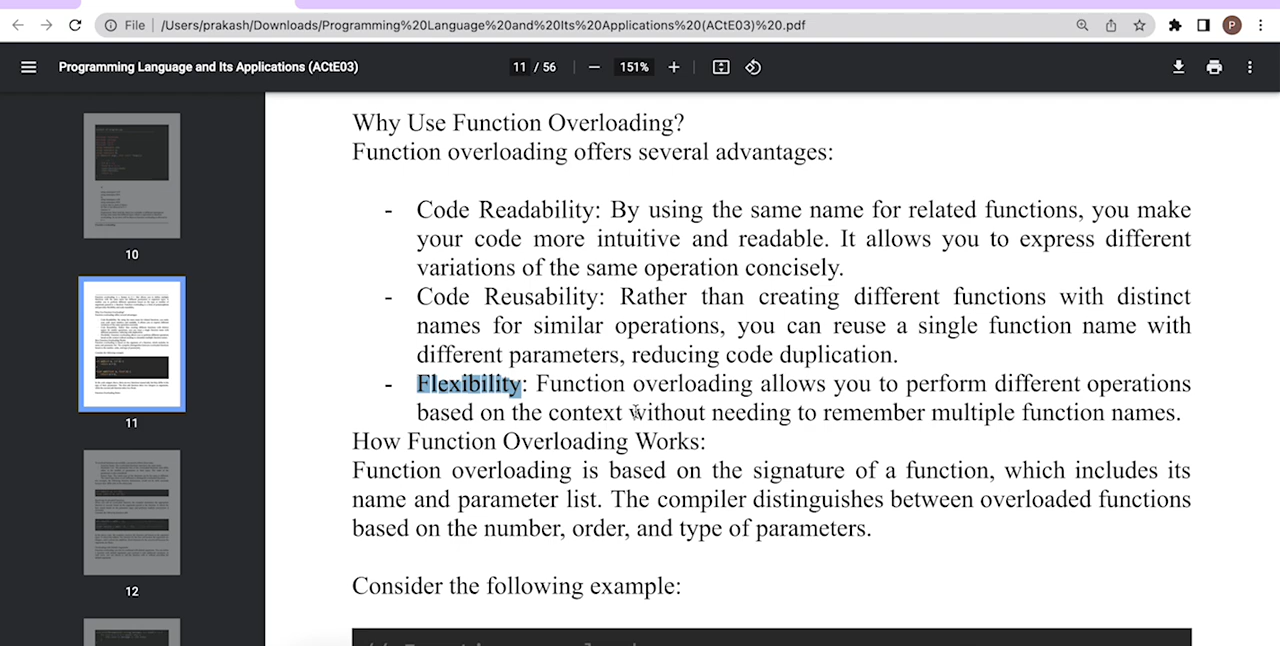 File /Users/prakash/Downloads/Programming%20Language%20and%20Its%20Applications%20(ACtE03)%20.pdf
P
Programming Language and Its Applications (ACtE03)
11 / 56
151%
10
11
12
Why Use Function Overloading?
Function overloading offers several advantages:
- Code Readability: By using the same name for related functions, you make
your code more intuitive and readable. It allows you to express different
variations of the same operation concisely.
- Code Reusability: Rather than creating different functions with distinct
names for similar operations, you can reuse a single function name with
different parameters, reducing code duplication.
- Flexibility: Function overloading allows you to perform different operations
based on the context without needing to remember multiple function names.
How Function Overloading Works:
Function overloading is based on the signature of a function, which includes its
name and parameter list. The compiler distinguishes between overloaded functions
based on the number, order, and type of parameters.
Consider the following example: